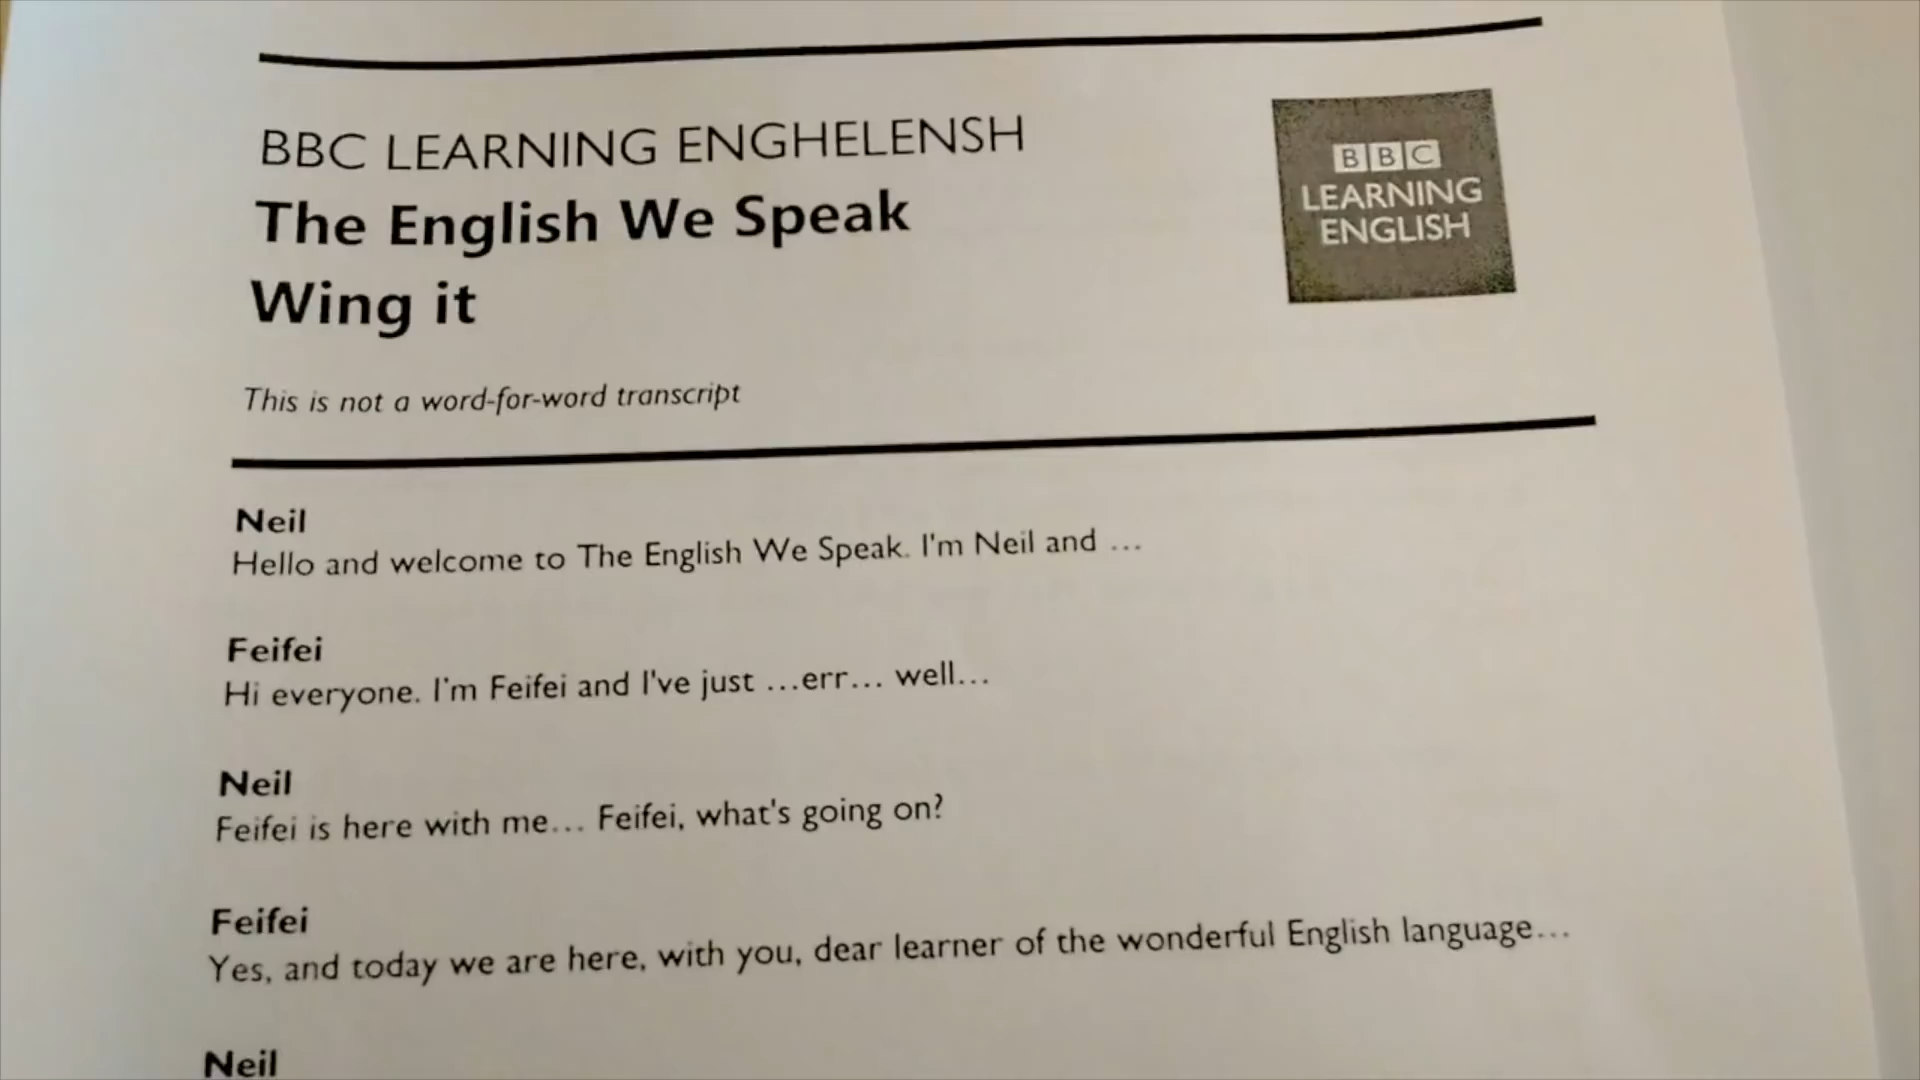 BBC LEARNING ENGHELENSH
The English We Speak
Wing it
This is not a word-for-word transcript
BBC
LEARNING
ENGLISH
Neil
Hello and welcome to The English We Speak. I'm Neil and …
Feifei
Hi everyone. I'm Feifei and I've just …err… well…
Neil
Feifei is here with me… Feifei, what's going on?
Feifei
Yes, and today we are here, with you, dear learner of the wonderful English language…
Neil